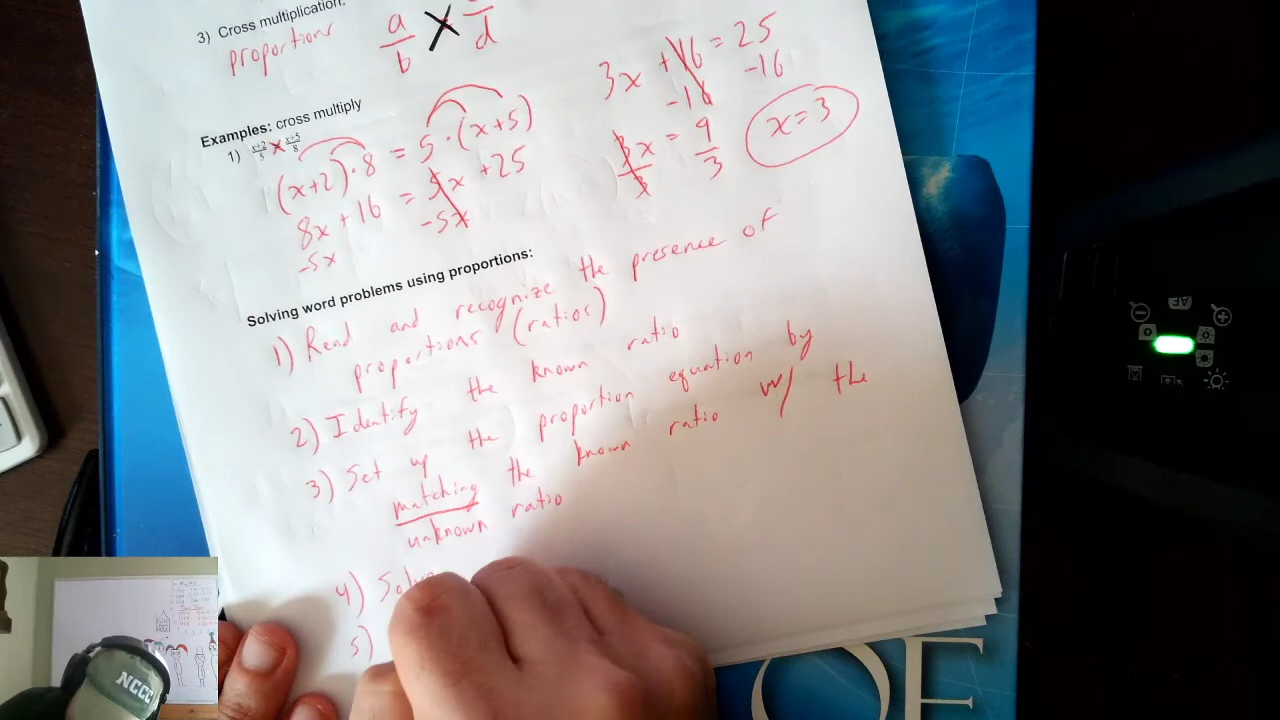 3) Cross multiplication:
proportions a/b d
Examples: cross multiply
1) x+2/5 x+5/8
(x+2)·8 = 5·(x+5)
8x + 16 = 5x + 25
-5x -5x
3x + 16 = 25
-16 -16
3x/3 = 9/3
x = 3
Solving word problems using proportions:
1) Read and recognize the presence of
proportions (ratios)
2) Identify the known ratio
3) Set up the proportion equation by
matching the known ratio w/ the
unknown ratio
4)
5)
NCCC
OF
AF